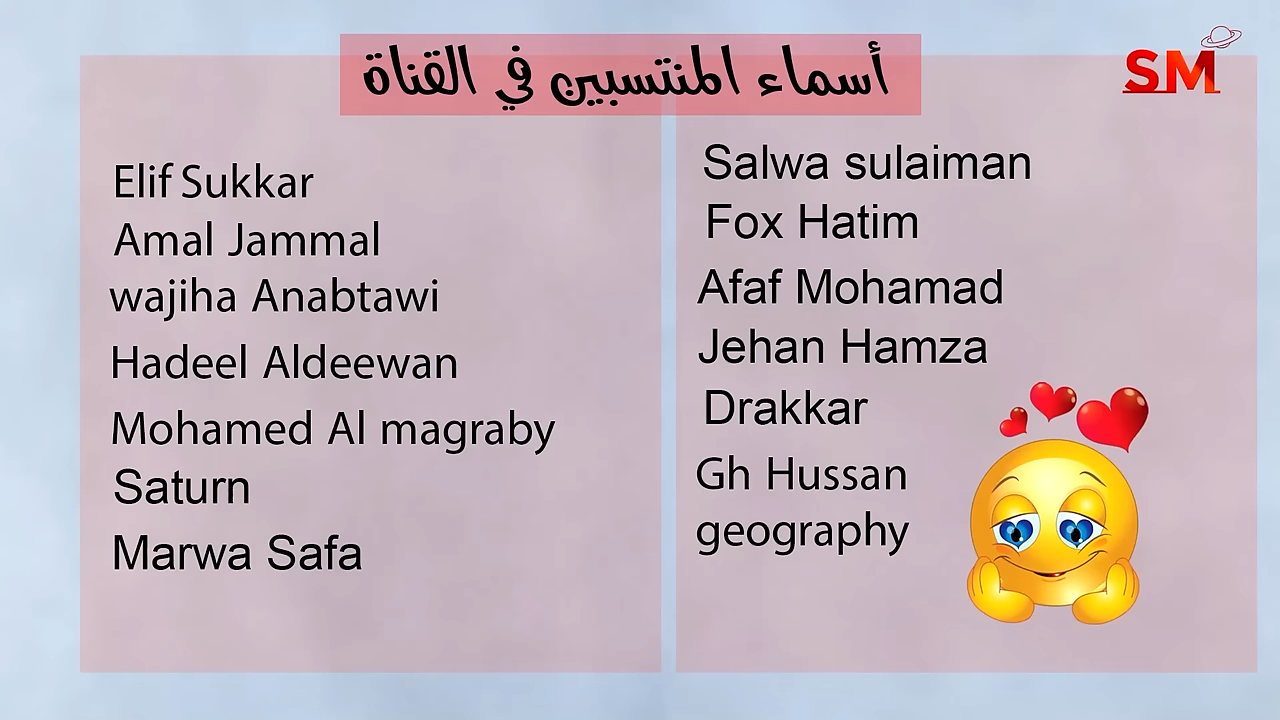 أسماء المنتسبين في القناة
SM
Elif Sukkar
Amal Jammal
wajiha Anabtawi
Hadeel Aldeewan
Mohamed Al magraby
Saturn
Marwa Safa
Salwa sulaiman
Fox Hatim
Afaf Mohamad
Jehan Hamza
Drakkar
Gh Hussan
geography